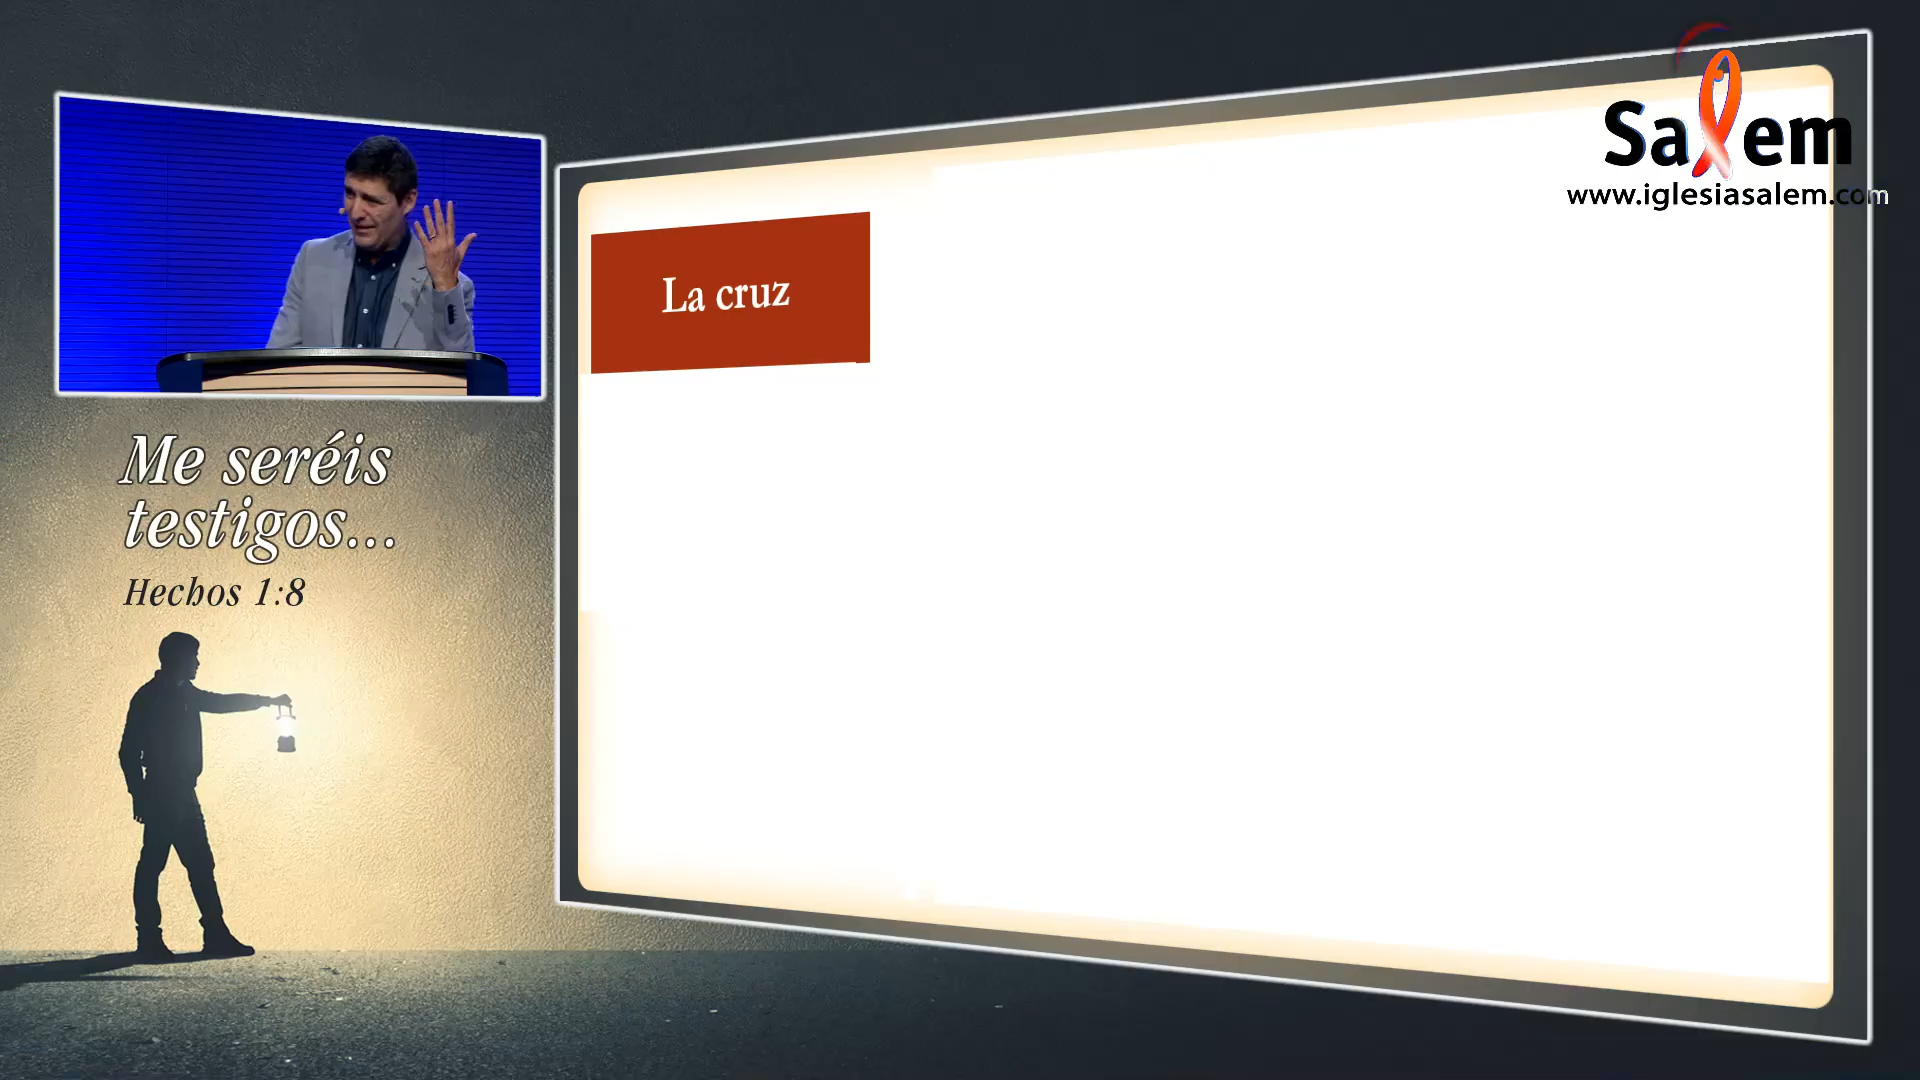 Salem
www.iglesiasalem.com
La cruz
Me seréis
testigos...
Hechos 1:8